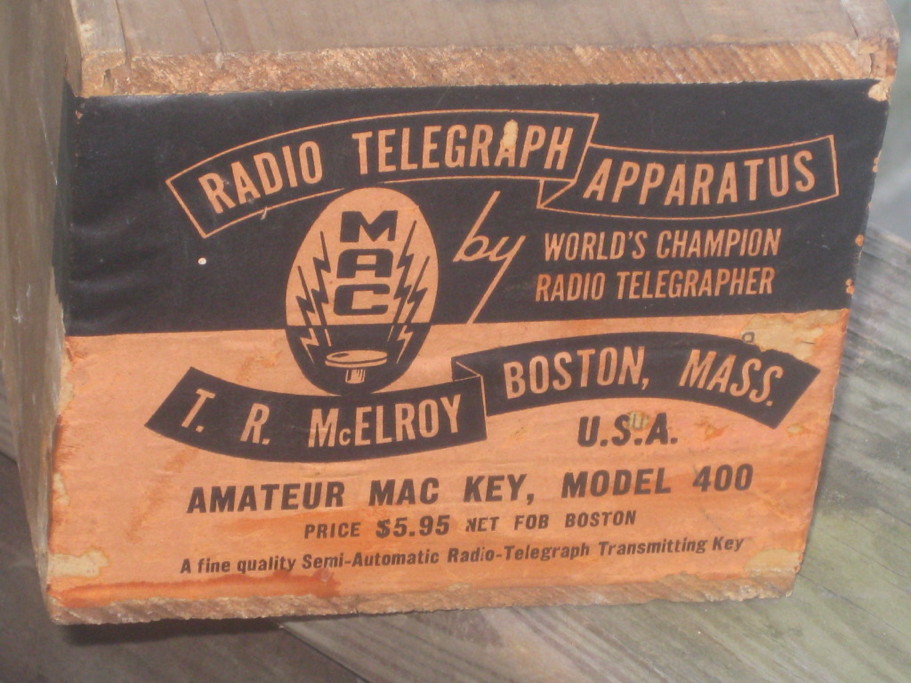 RADIO TELEGRAPH APPARATUS
MAC
by
WORLD'S CHAMPION
RADIO TELEGRAPHER
T. R. McELROY
BOSTON, MASS.
U.S.A.
AMATEUR MAC KEY, MODEL 400
PRICE $5.95 NET FOB BOSTON
A fine quality Semi-Automatic Radio-Telegraph Transmitting Key